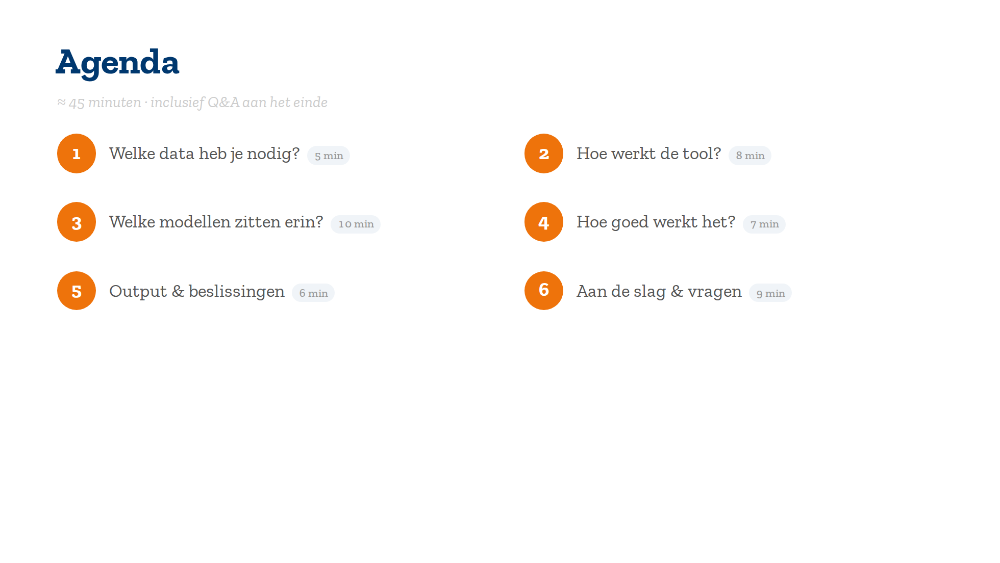 Agenda
≈ 45 minuten · inclusief Q&A aan het einde
1 Welke data heb je nodig? 5 min
2 Hoe werkt de tool? 8 min
3 Welke modellen zitten erin? 10 min
4 Hoe goed werkt het? 7 min
5 Output & beslissingen 6 min
6 Aan de slag & vragen 9 min